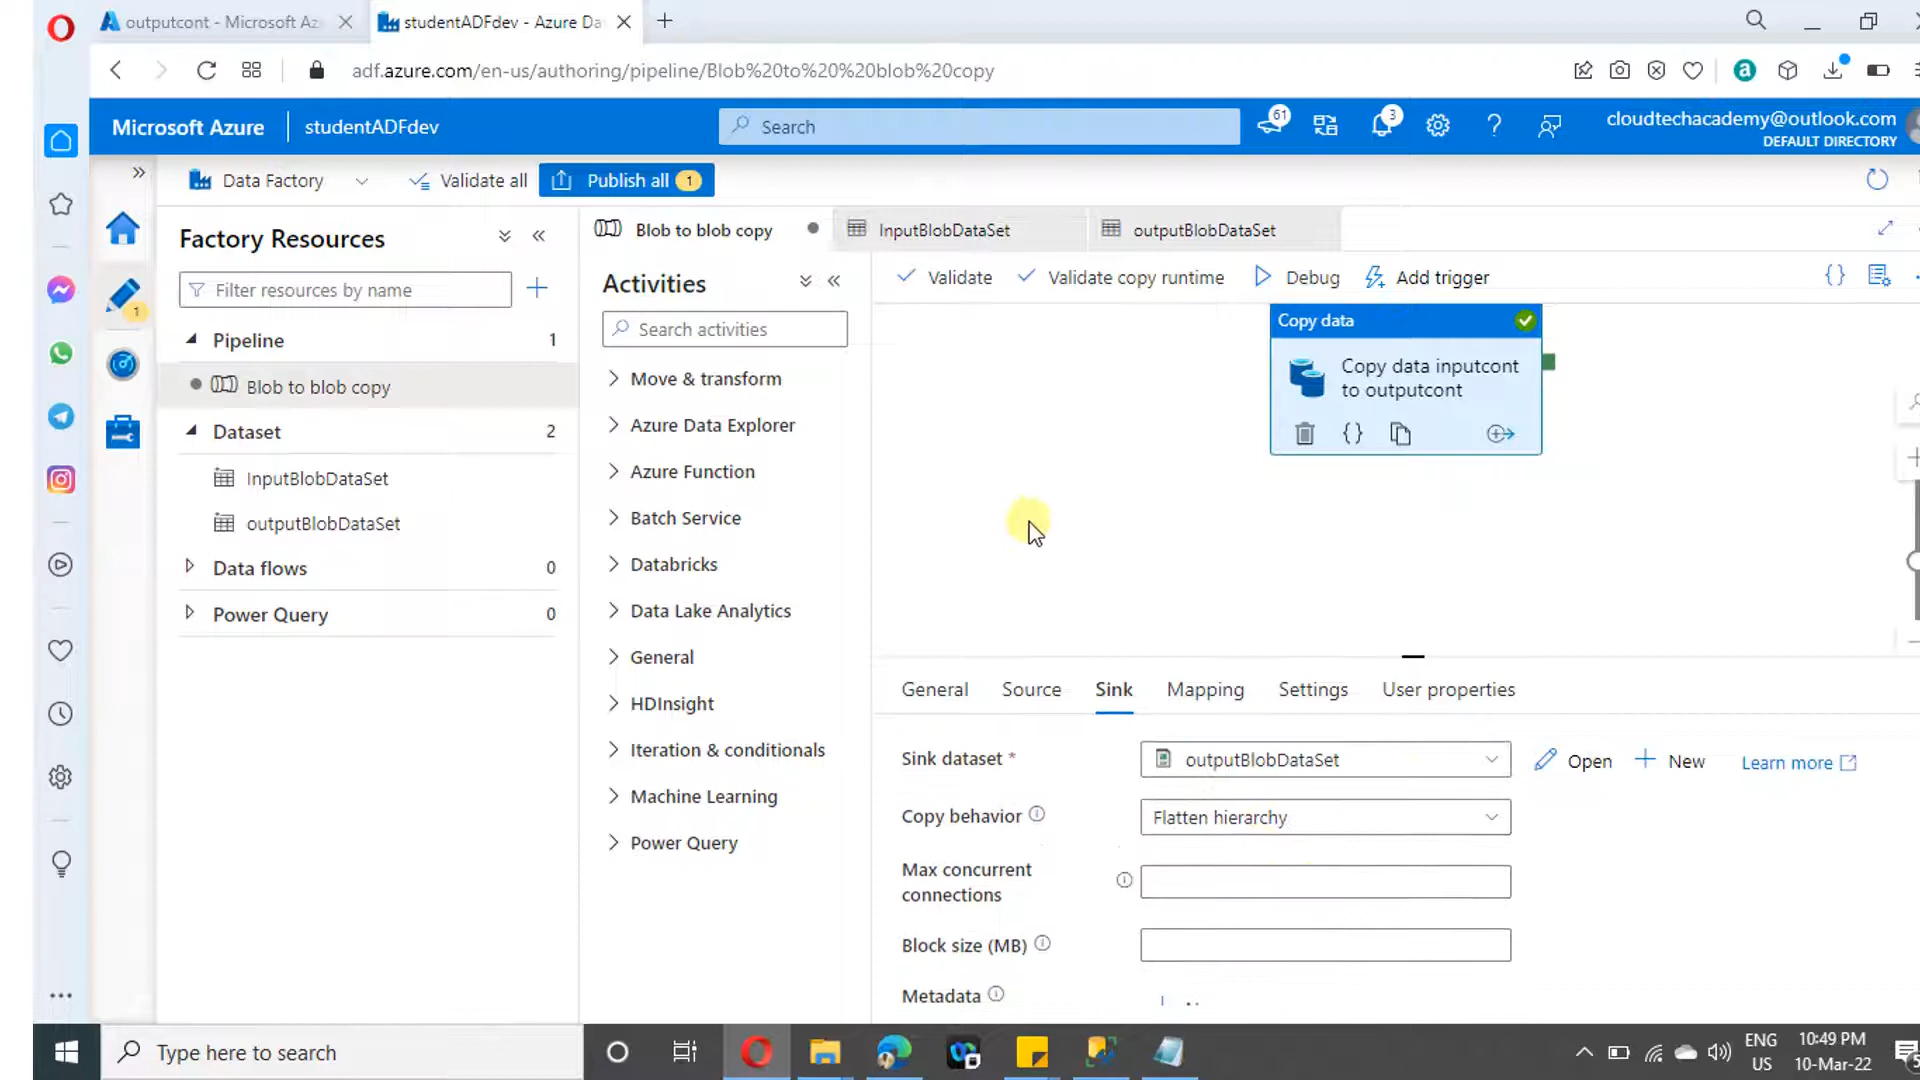 outputcont - Microsoft Az
studentADFdev - Azure Da
adf.azure.com/en-us/authoring/pipeline/Blob%20to%20%20blob%20copy
Microsoft Azure
studentADFdev
Search
61
3
cloudtechacademy@outlook.com
DEFAULT DIRECTORY
Data Factory
Validate all
Publish all 1
Factory Resources
Filter resources by name
1
Pipeline 1
Blob to blob copy
Dataset 2
InputBlobDataSet
outputBlobDataSet
Data flows 0
Power Query 0
Blob to blob copy
InputBlobDataSet
outputBlobDataSet
Activities
Search activities
Move & transform
Azure Data Explorer
Azure Function
Batch Service
Databricks
Data Lake Analytics
General
HDInsight
Iteration & conditionals
Machine Learning
Power Query
Validate
Validate copy runtime
Debug
Add trigger
Copy data
Copy data inputcont
to outputcont
General
Source
Sink
Mapping
Settings
User properties
Sink dataset *
outputBlobDataSet
Open
New
Learn more
Copy behavior
Flatten hierarchy
Max concurrent
connections
Block size (MB)
Metadata
Type here to search
ENG
US
10:49 PM
10-Mar-22